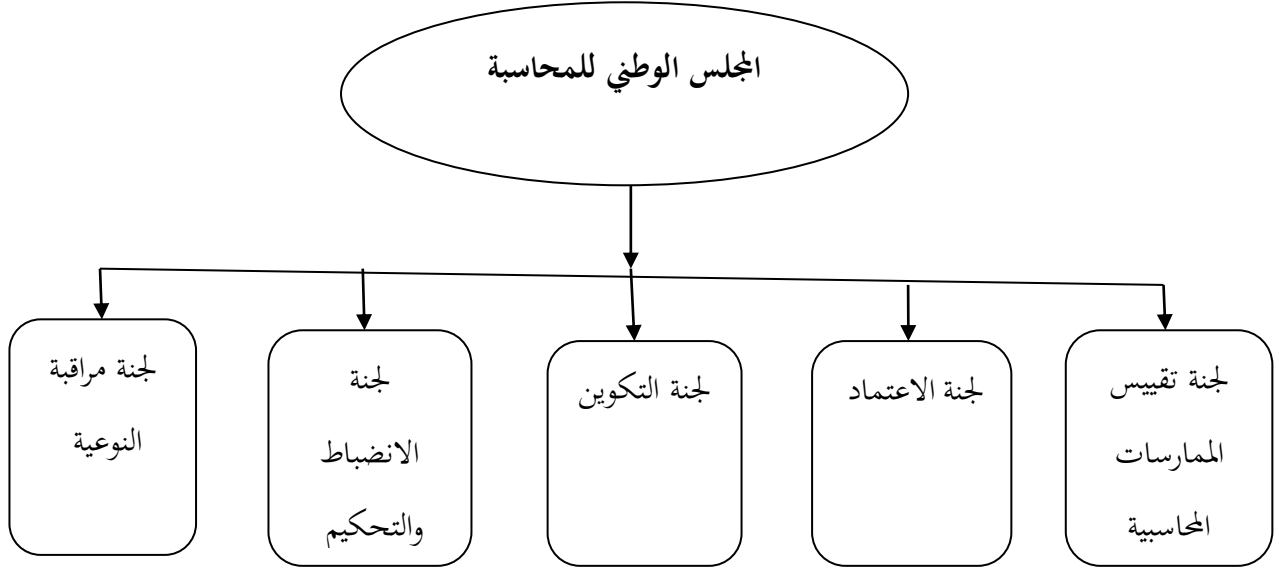 المجلس الوطني للمحاسبة
لجنة تقييس
الممارسات
المحاسبية
لجنة الاعتماد
لجنة التكوين
لجنة
الانضباط
والتحكيم
لجنة مراقبة
النوعية